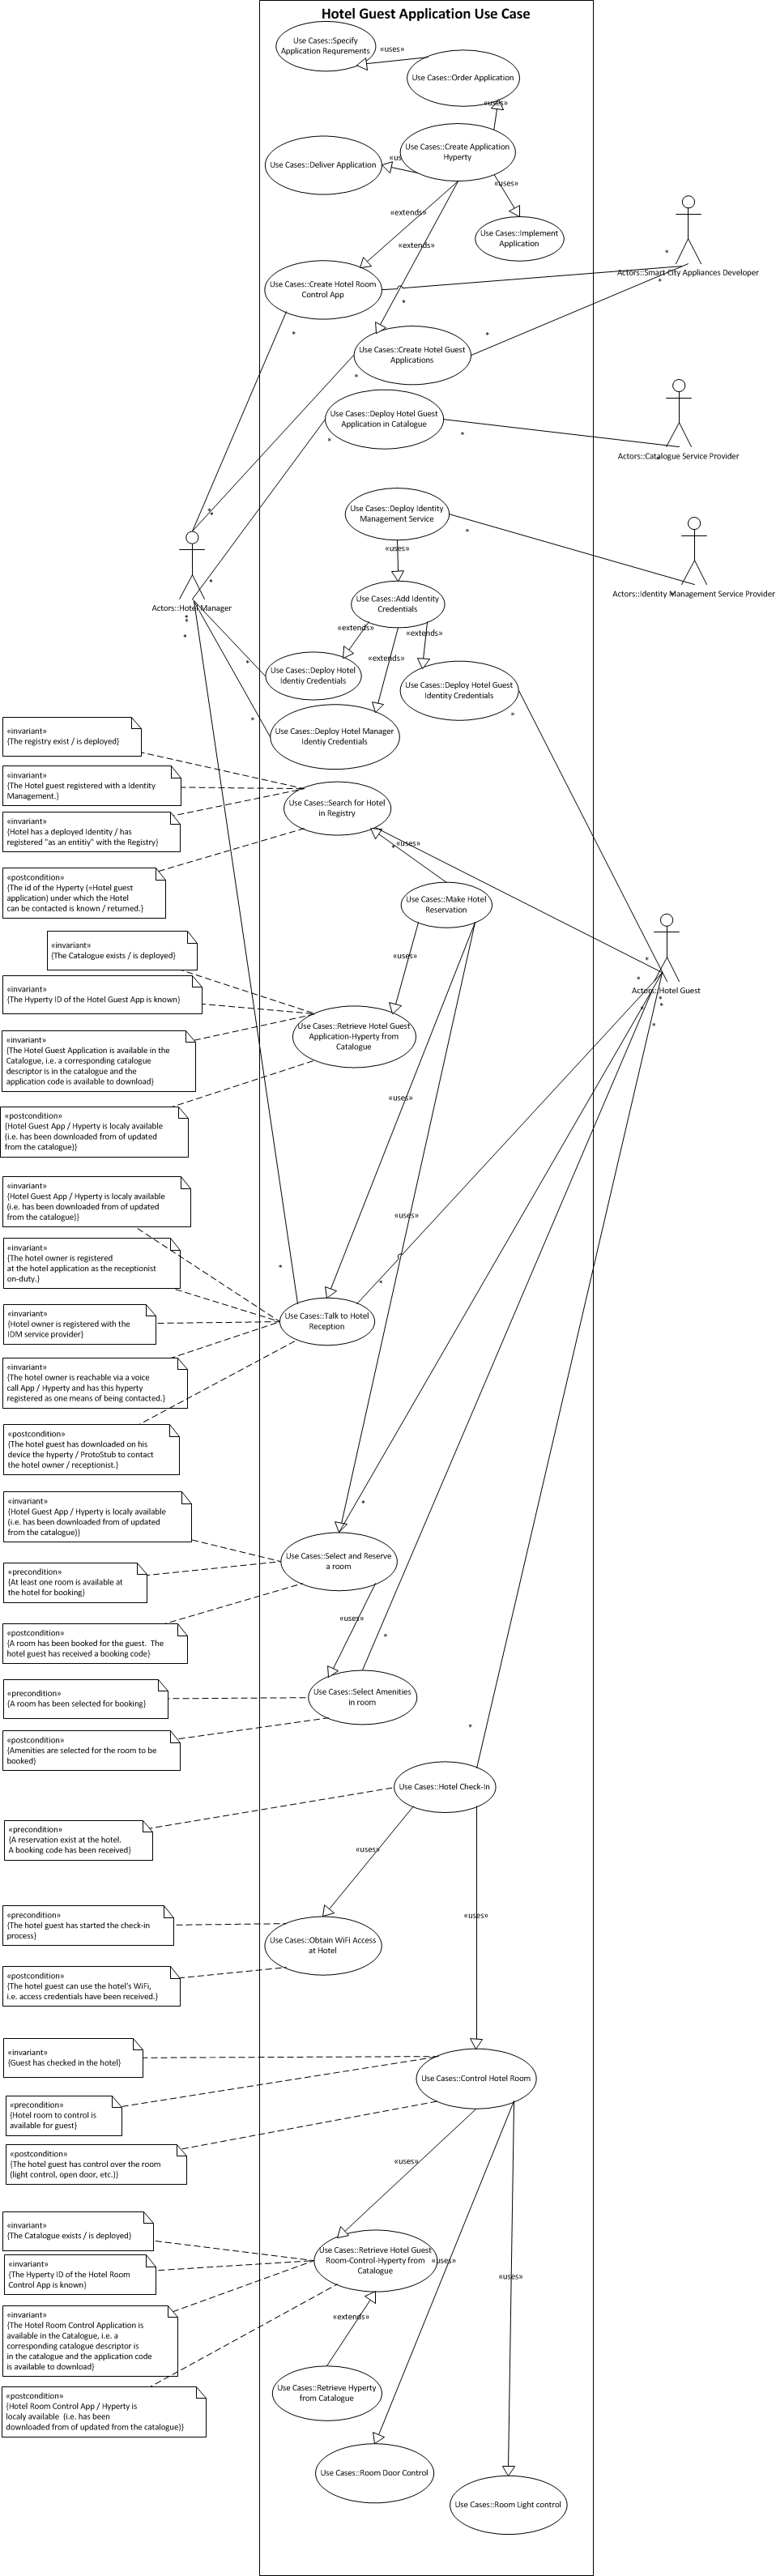 Hotel Guest Application Use Case
Use Cases::Specify
Application Requrements
«uses»
Use Cases::Order Application
«uses»
Use Cases::Create Application
Hyperty
Use Cases::Deliver Application
«uses»
Use Cases::Implement
Application
«extends»
«extends»
Use Cases::Create Hotel Room
Control App
Actors::Smart City Appliances Developer
Use Cases::Create Hotel Guest
Applications
Use Cases::Deploy Hotel Guest
Application in Catalogue
Actors::Catalogue Service Provider
Use Cases::Deploy Identity
Management Service
«uses»
Actors::Identity Management Service Provider
Actors::Hotel Manager
Use Cases::Add Identity
Credentials
«extends»
«extends»
«extends»
Use Cases::Deploy Hotel
Identiy Credentials
Use Cases::Deploy Hotel Guest
Identity Credentials
Use Cases::Deploy Hotel Manager
Identiy Credentials
«invariant»
{The registry exist / is deployed}
«invariant»
{The Hotel guest registered with a Identity
Management.}
Use Cases::Search for Hotel
in Registry
«invariant»
{Hotel has a deployed Identity / has
registered "as an entitiy" with the Registry}
«uses»
«postcondition»
{The id of the Hyperty (=Hotel guest
application) under which the Hotel
can be contacted is known / returned.}
Use Cases::Make Hotel
Reservation
«invariant»
{The Catalogue exists / is deployed}
«uses»
Actors::Hotel Guest
«invariant»
{The Hyperty ID of the Hotel Guest App is known}
Use Cases::Retrieve Hotel Guest
Application-Hyperty from
Catalogue
«invariant»
{The Hotel Guest Application is available in the
Catalogue, i.e. a corresponding catalogue
descriptor is in the catalogue and the
application code is available to download}
«uses»
«postcondition»
{Hotel Guest App / Hyperty is localy available
(i.e. has been downloaded from of updated
from the catalogue)}
«invariant»
{Hotel Guest App / Hyperty is localy available
(i.e. has been downloaded from of updated
from the catalogue)}
«uses»
«invariant»
{The hotel owner is registered
at the hotel application as the receptionist
on-duty.}
«invariant»
{Hotel owner is registered with the
IDM service provider}
Use Cases::Talk to Hotel
Reception
«invariant»
{The hotel owner is reachable via a voice
call App / Hyperty and has this hyperty
registered as one means of being contacted.}
«postcondition»
{The hotel guest has downloaded on his
device the hyperty / ProtoStub to contact
the hotel owner / receptionist.}
«invariant»
{Hotel Guest App / Hyperty is localy available
(i.e. has been downloaded from of updated
from the catalogue)}
Use Cases::Select and Reserve
a room
«precondition»
{At least one room is available at
the hotel for booking}
«uses»
«postcondition»
{A room has been booked for the guest.  The
hotel guest has received a booking code}
«precondition»
{A room has been selected for booking}
Use Cases::Select Amenities
in room
«postcondition»
{Amenities are selected for the room to be
booked}
Use Cases::Hotel Check-In
«precondition»
{A reservation exist at the hotel.
A booking code has been received}
«uses»
«precondition»
{The hotel guest has started the check-in
process}
«uses»
Use Cases::Obtain WiFi Access
at Hotel
«postcondition»
{The hotel guest can use the hotel's WiFi,
i.e. access credentials have been received.}
«invariant»
{Guest has checked in the hotel}
Use Cases::Control Hotel Room
«precondition»
{Hotel room to control is
available for guest}
«postcondition»
{The hotel guest has control over the room
(light control, open door, etc.)}
«uses»
«invariant»
{The Catalogue exists / is deployed}
Use Cases::Retrieve Hotel Guest
Room-Control-Hyperty from
Catalogue
«uses»
«uses»
«invariant»
{The Hyperty ID of the Hotel Room
Control App is known}
«invariant»
{The Hotel Room Control Application is
available in the Catalogue, i.e. a
corresponding catalogue descriptor is
in the catalogue and the application code
is available to download}
«extends»
Use Cases::Retrieve Hyperty
from Catalogue
«postcondition»
{Hotel Room Control App / Hyperty is
localy available  (i.e. has been
downloaded from of updated from the catalogue)}
Use Cases::Room Door Control
Use Cases::Room Light control